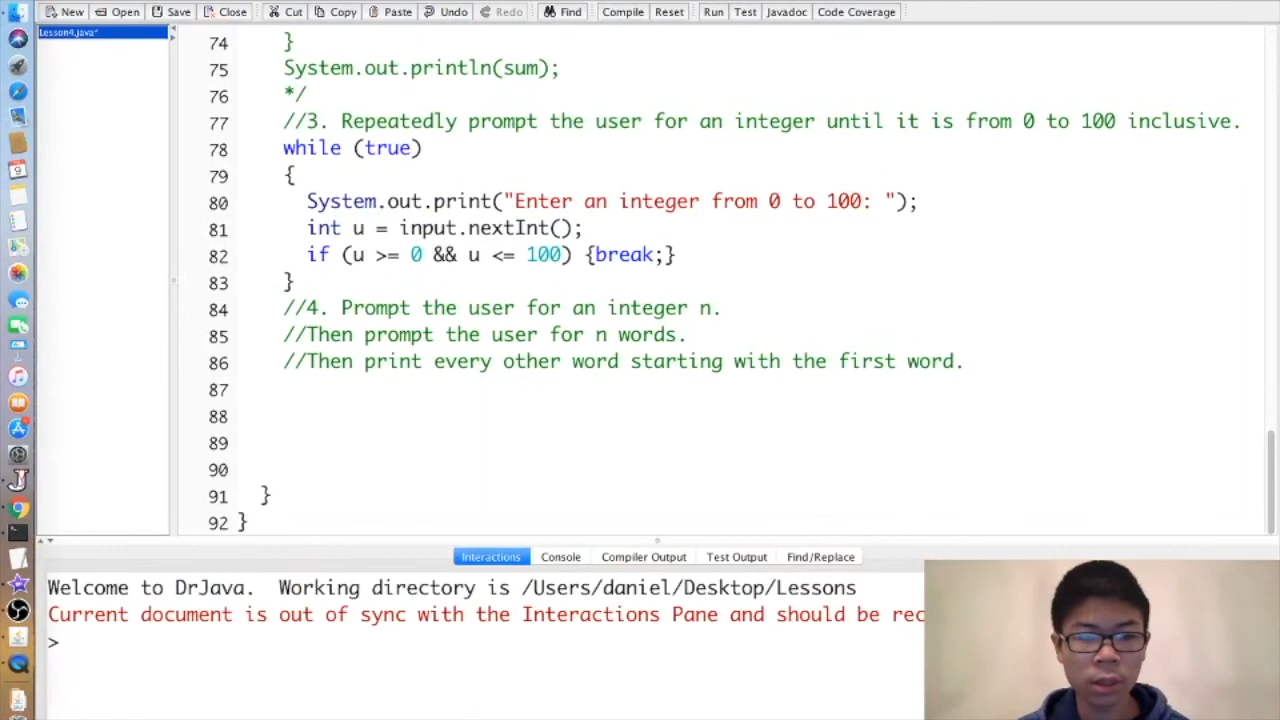 New Open Save Close Cut Copy Paste Undo Redo Find Compile Reset Run Test Javadoc Code Coverage
Lesson4.java*
74 }
75 System.out.println(sum);
76 */
77 //3. Repeatedly prompt the user for an integer until it is from 0 to 100 inclusive.
78 while (true)
79 {
80 System.out.print("Enter an integer from 0 to 100: ");
81 int u = input.nextInt();
82 if (u >= 0 && u <= 100) {break;}
83 }
84 //4. Prompt the user for an integer n.
85 //Then prompt the user for n words.
86 //Then print every other word starting with the first word.
87
88
89
90
91 }
92 }
Interactions Console Compiler Output Test Output Find/Replace
Welcome to DrJava. Working directory is /Users/daniel/Desktop/Lessons
Current document is out of sync with the Interactions Pane and should be rec
>